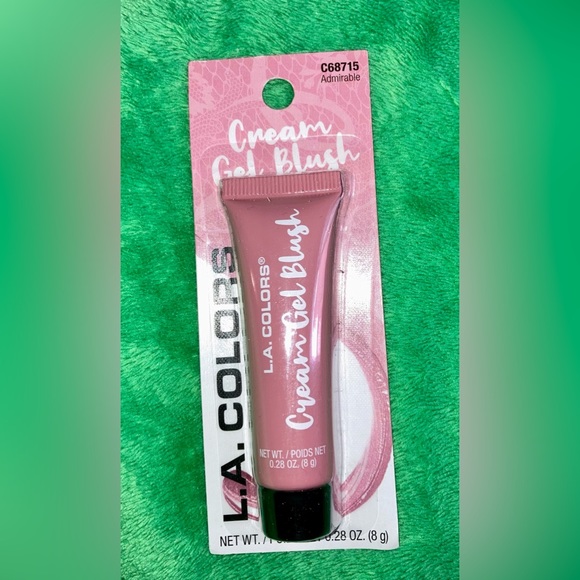 C68715
Admirable
Cream
Gel Blush
L.A. COLORS
L.A. COLORS®
Cream Gel Blush
NET WT. / POIDS NET
0.28 OZ. (8 g)
NET WT. / 0.28 OZ. (8 g)